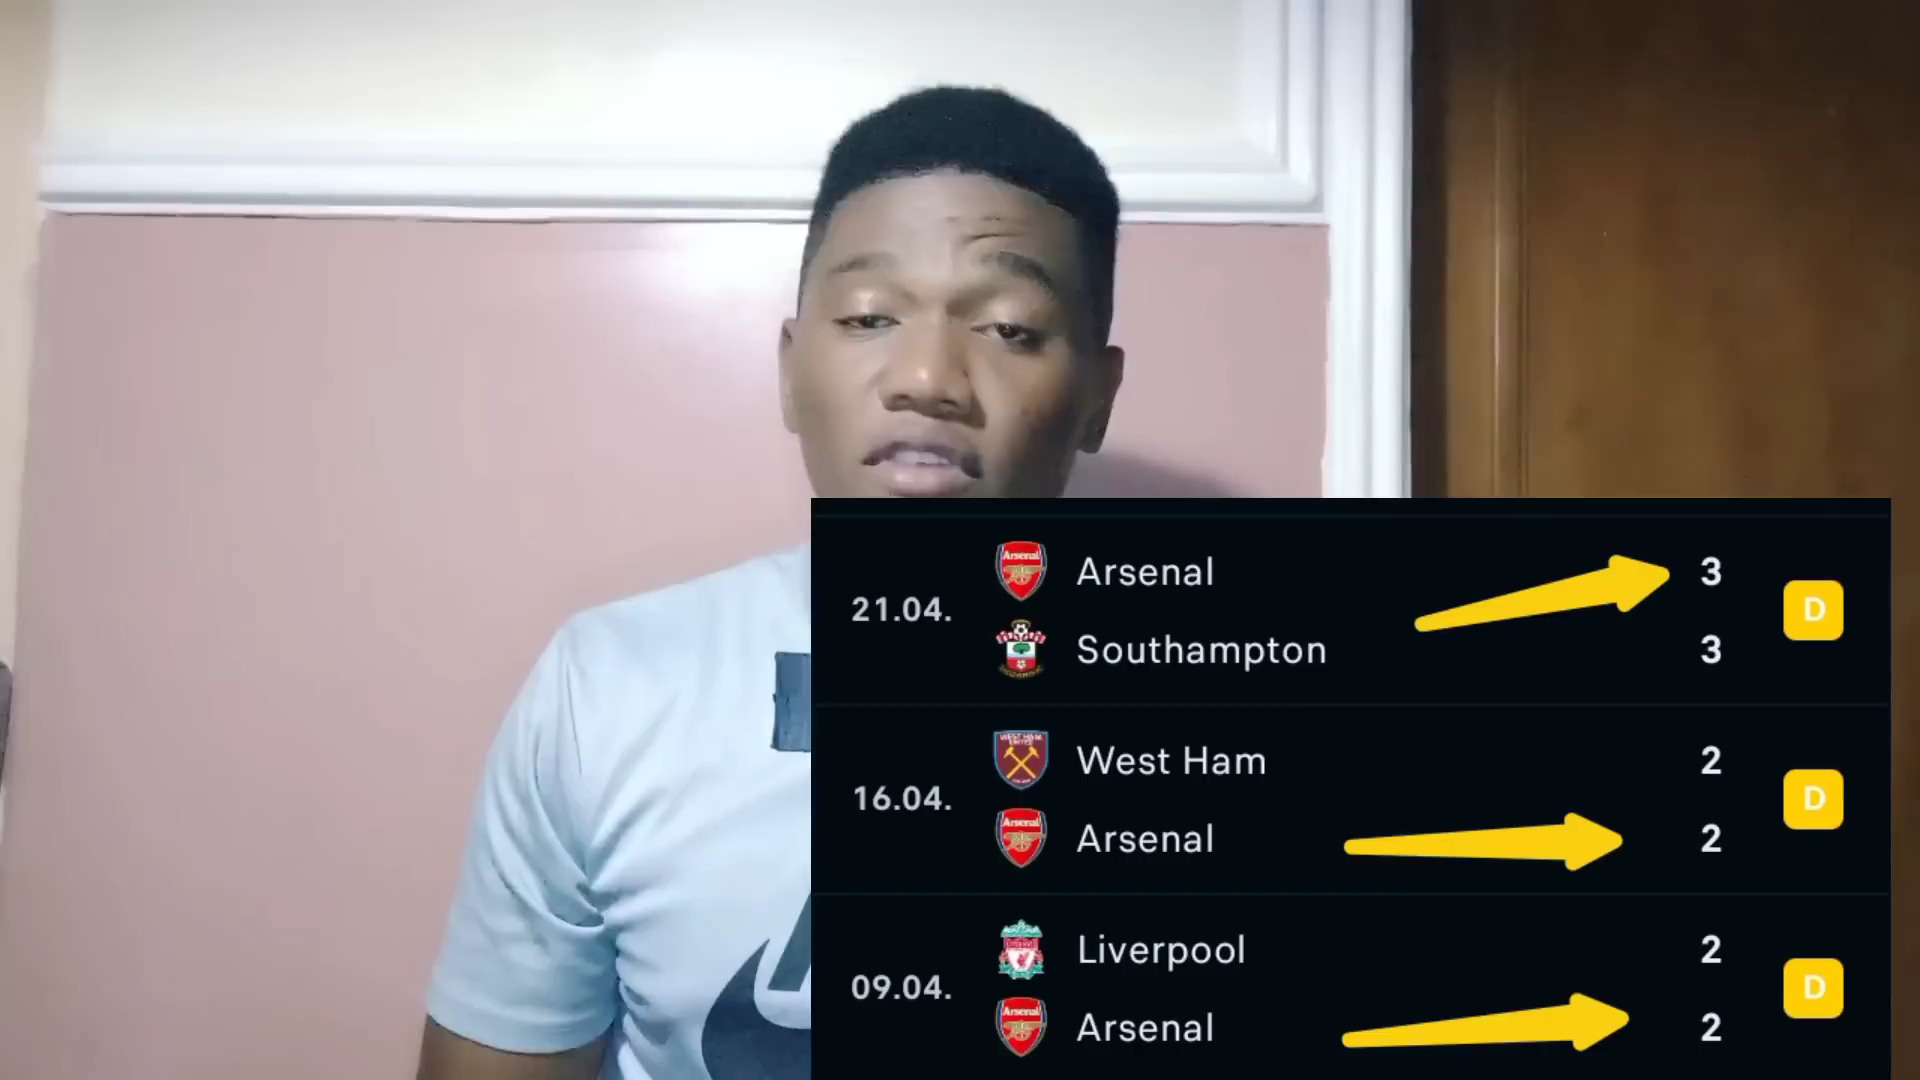 21.04.
Arsenal
3
Southampton
3
D
16.04.
West Ham
2
Arsenal
2
D
09.04.
Liverpool
2
Arsenal
2
D